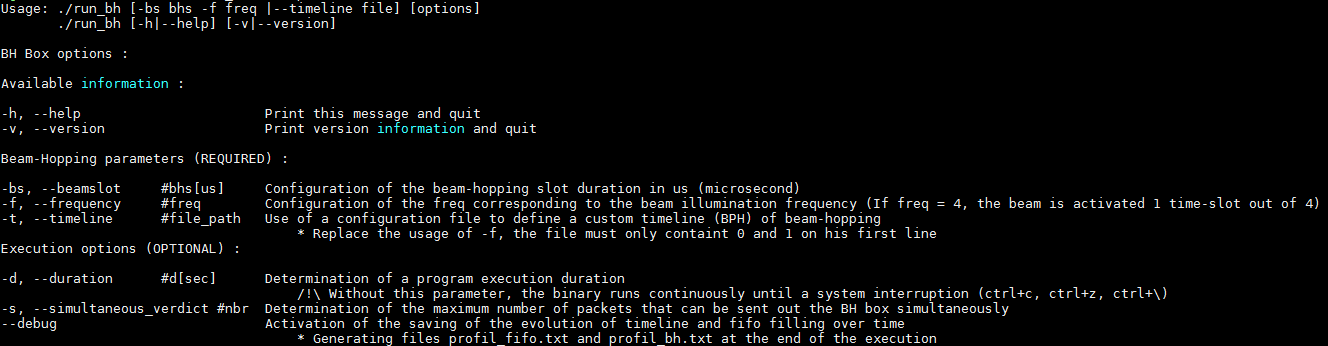 Usage: ./run_bh [-bs bhs -f freq |--timeline file] [options]
       ./run_bh [-h|--help] [-v|--version]

BH Box options :

Available information :

-h, --help                       Print this message and quit
-v, --version                    Print version information and quit

Beam-Hopping parameters (REQUIRED) :

-bs, --beamslot     #bhs[us]     Configuration of the beam-hopping slot duration in us (microsecond)
-f, --frequency     #freq        Configuration of the freq corresponding to the beam illumination frequency (If freq = 4, the beam is activated 1 time-slot out of 4)
-t, --timeline      #file_path   Use of a configuration file to define a custom timeline (BPH) of beam-hopping
                                     * Replace the usage of -f, the file must only containt 0 and 1 on his first line
Execution options (OPTIONAL) :

-d, --duration      #d[sec]      Determination of a program execution duration
                                     /!\ Without this parameter, the binary runs continuously until a system interruption (ctrl+c, ctrl+z, ctrl+\)
-s, --simultaneous_verdict #nbr  Determination of the maximum number of packets that can be sent out the BH box simultaneously
--debug                          Activation of the saving of the evolution of timeline and fifo filling over time
                                     * Generating files profil_fifo.txt and profil_bh.txt at the end of the execution